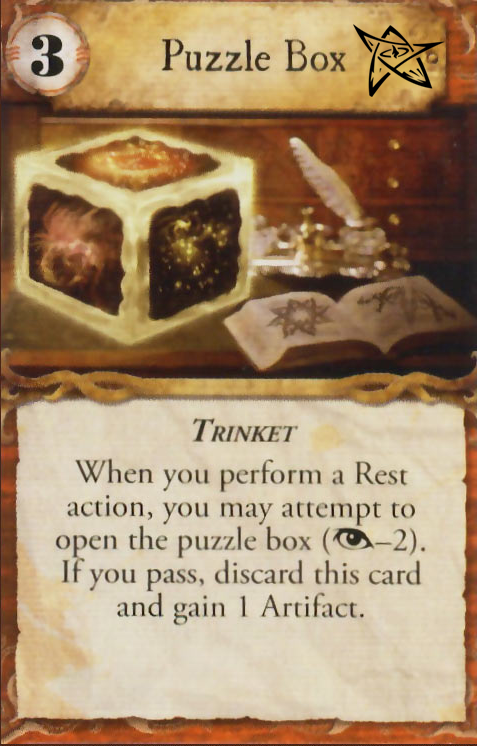 3
Puzzle Box
TRINKET
When you perform a Rest
action, you may attempt to
open the puzzle box (–2).
If you pass, discard this card
and gain 1 Artifact.